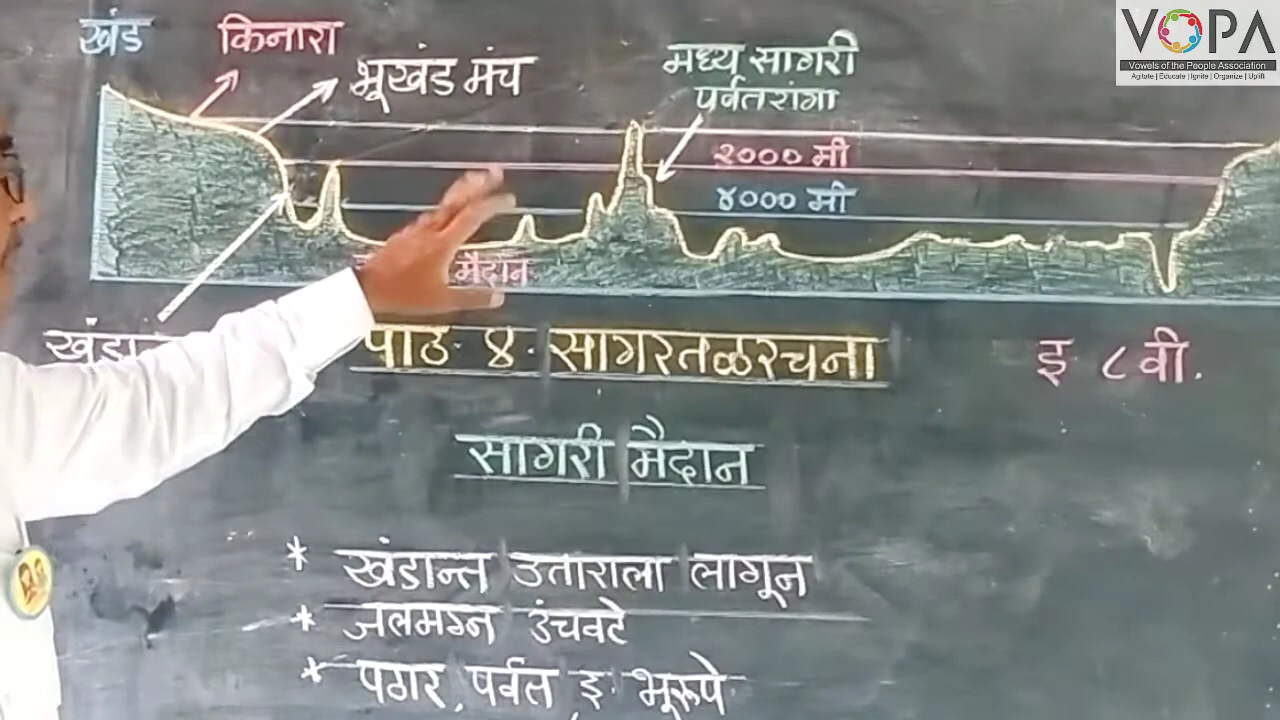 VOPA
Vowels of the People Association
Agitate | Educate | Ignite | Organize | Uplift
खंड
किनारा
भूखंड मंच
मध्य सागरी
पर्वतरांगा
२००० मी
४००० मी
मैदान
पाठ ४. सागरतळरचना
इ ८ वी.
सागरी मैदान
* खंडान्त उताराला लागून
* जलमग्न उंचवटे
* पठार, पर्वत इ. भूरूपे